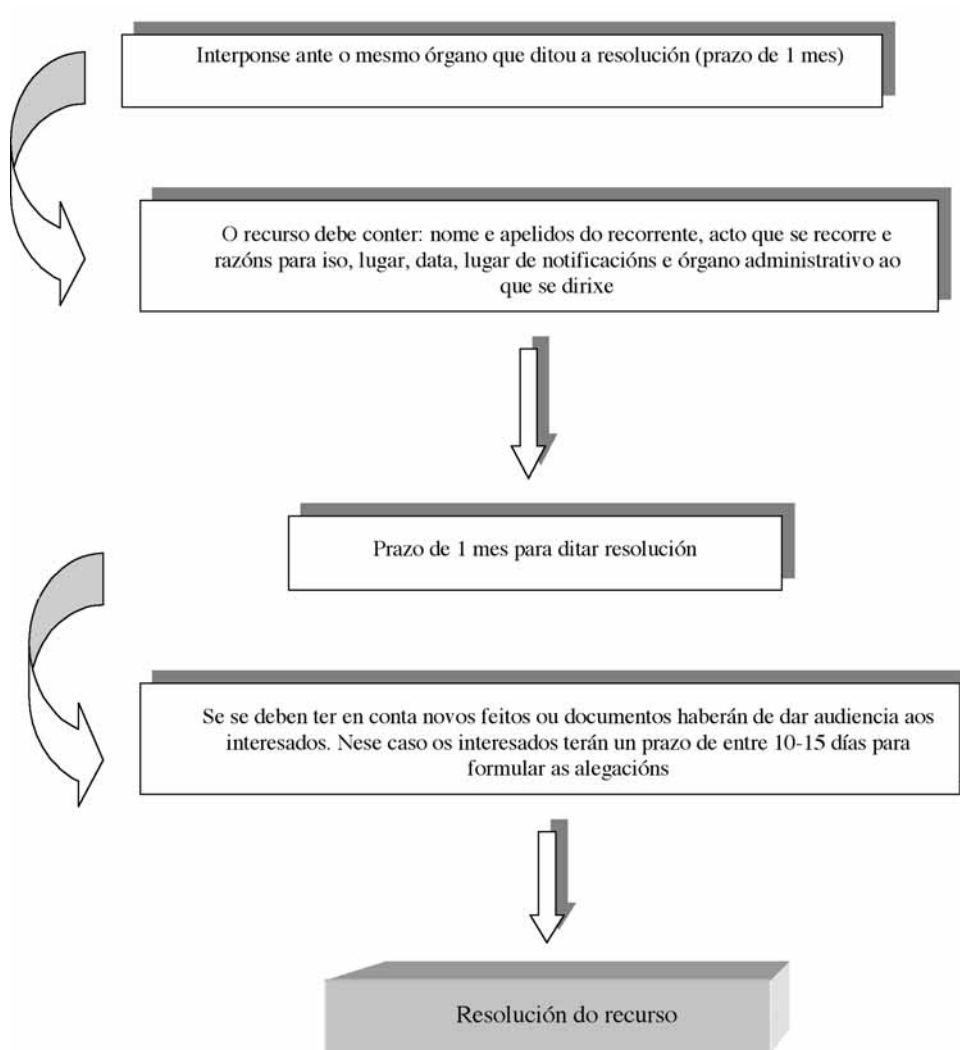 Interponse ante o mesmo órgano que ditou a resolución (prazo de 1 mes)
O recurso debe conter: nome e apelidos do recorrente, acto que se recorre e
razóns para iso, lugar, data, lugar de notificacións e órgano administrativo ao
que se dirixe
Prazo de 1 mes para ditar resolución
Se se deben ter en conta novos feitos ou documentos haberán de dar audiencia aos
interesados. Nese caso os interesados terán un prazo de entre 10-15 días para
formular as alegacións
Resolución do recurso